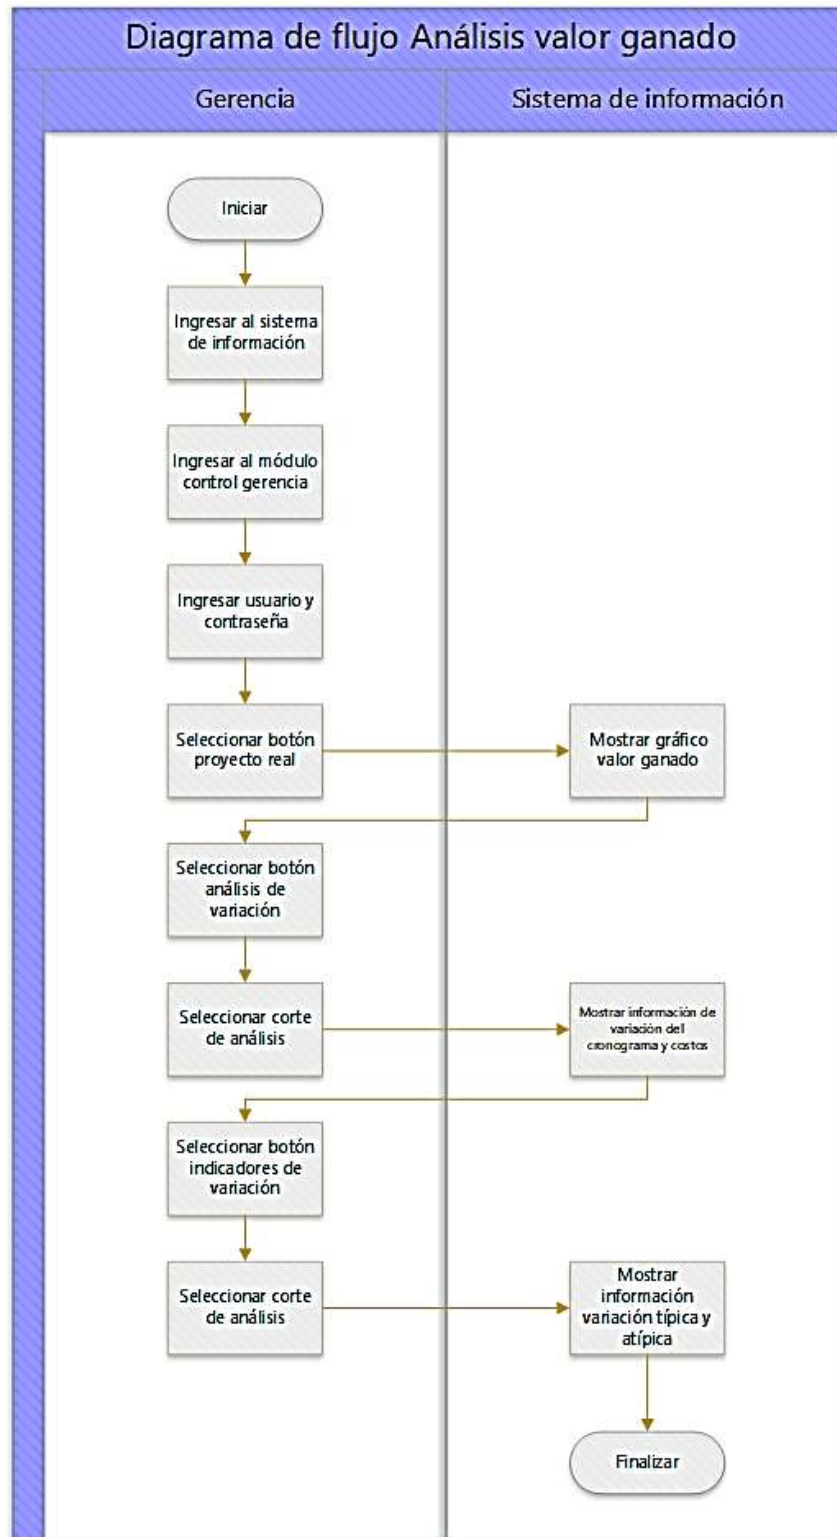 Diagrama de flujo Análisis valor ganado
Gerencia
Sistema de información
Iniciar
Ingresar al sistema
de información
Ingresar al módulo
control gerencia
Ingresar usuario y
contraseña
Seleccionar botón
proyecto real
Mostrar gráfico
valor ganado
Seleccionar botón
análisis de
variación
Seleccionar corte
de análisis
Mostrar información de
variación del
cronograma y costos
Seleccionar botón
indicadores de
variación
Seleccionar corte
de análisis
Mostrar
información
variación típica y
atípica
Finalizar